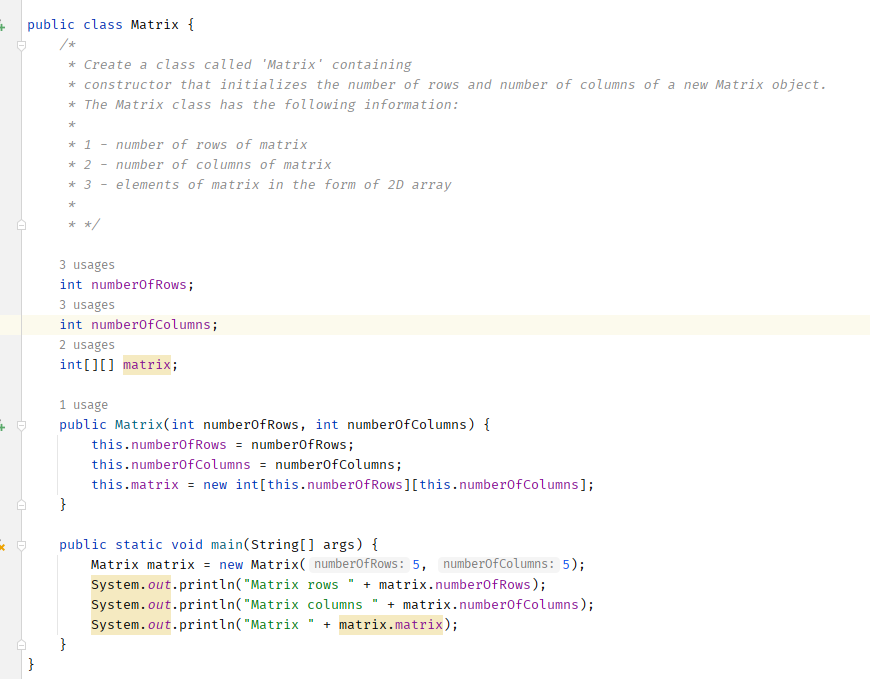 public class Matrix {
/*
* Create a class called 'Matrix' containing
* constructor that initializes the number of rows and number of columns of a new Matrix object.
* The Matrix class has the following information:
*
* 1 - number of rows of matrix
* 2 - number of columns of matrix
* 3 - elements of matrix in the form of 2D array
*
* */
3 usages
int numberOfRows;
3 usages
int numberOfColumns;
2 usages
int[][] matrix;
1 usage
public Matrix(int numberOfRows, int numberOfColumns) {
this.numberOfRows = numberOfRows;
this.numberOfColumns = numberOfColumns;
this.matrix = new int[this.numberOfRows][this.numberOfColumns];
}
public static void main(String[] args) {
Matrix matrix = new Matrix( numberOfRows: 5, numberOfColumns: 5);
System.out.println("Matrix rows " + matrix.numberOfRows);
System.out.println("Matrix columns " + matrix.numberOfColumns);
System.out.println("Matrix " + matrix.matrix);
}
}